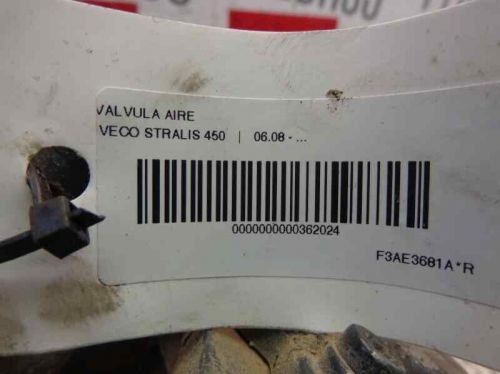 VALVULA AIRE
VECO STRALIS 450 | 06.08 - ...
0000000000362024
F3AE3681A*R